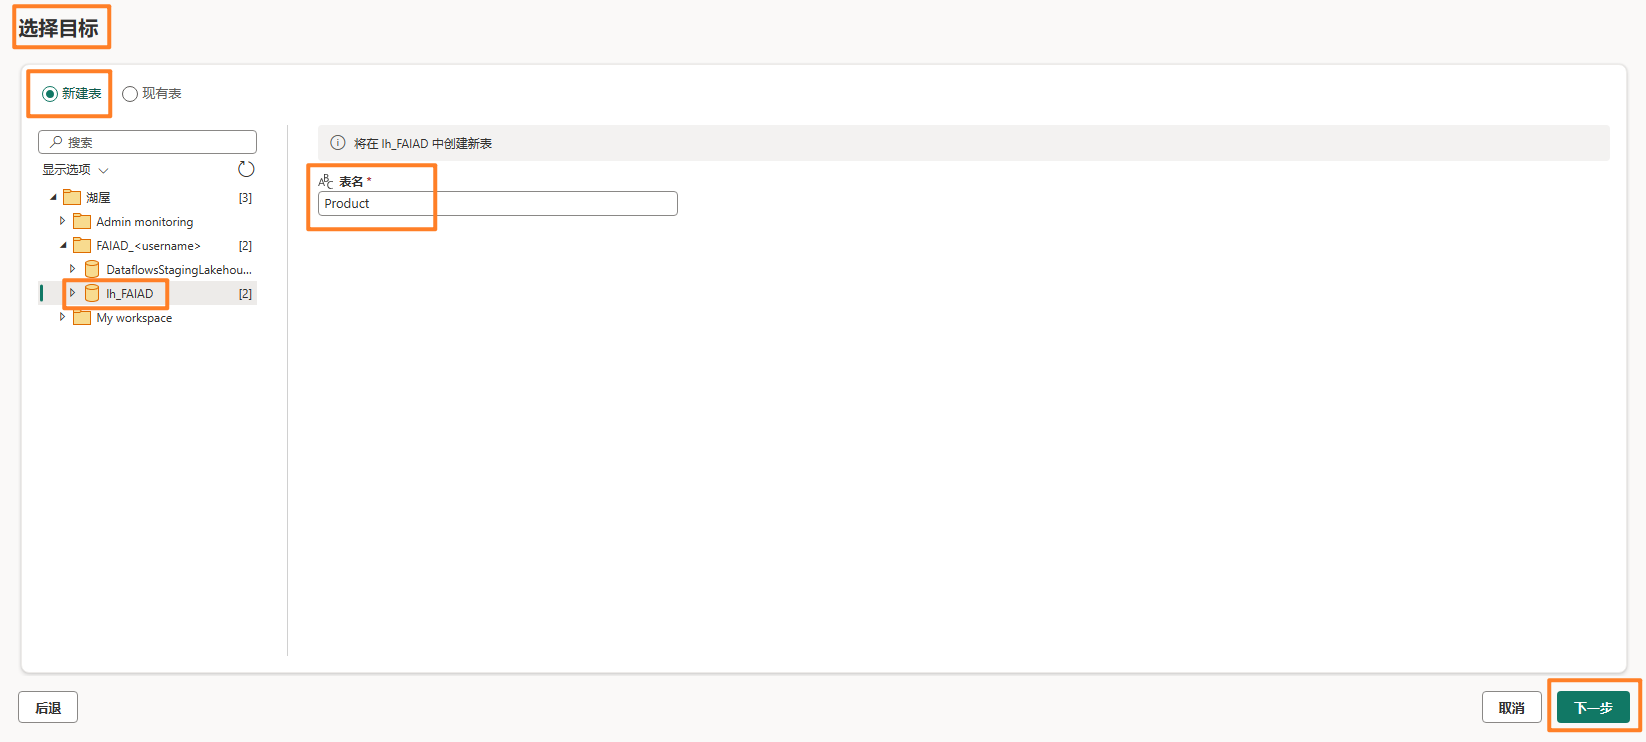 选择目标
新建表
现有表
搜索
显示选项
湖屋 [3]
Admin monitoring
FAIAD_<username> [2]
DataflowsStagingLakehou...
lh_FAIAD [2]
My workspace
将在 lh_FAIAD 中创建新表
ABC 表名 *
Product
后退
取消
下一步